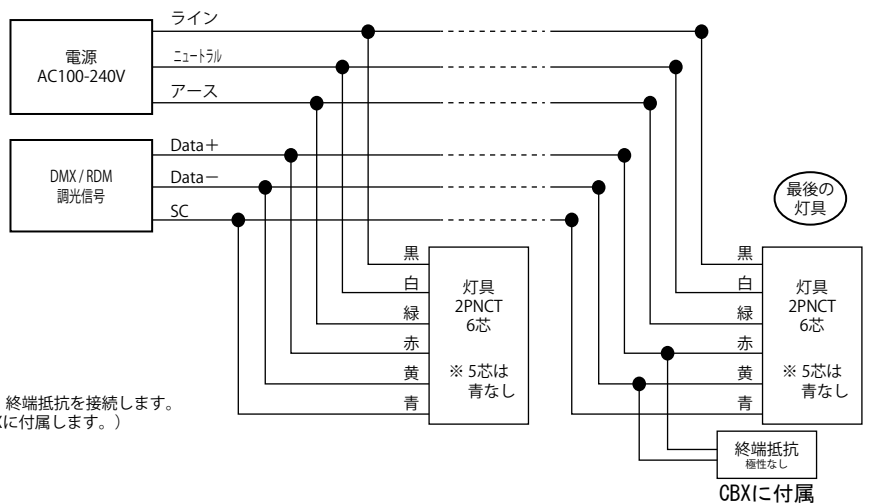 電源
AC100-240V
ライン
ニュートラル
アース
DMX / RDM
調光信号
Data＋
Data－
SC
最後の
灯具
黒
白
緑
赤
黄
青
灯具
2PNCT
6芯
※ 5芯は
青なし
黒
白
緑
赤
黄
青
灯具
2PNCT
6芯
※ 5芯は
青なし
終端抵抗を接続します。
に付属します。）
終端抵抗
極性なし
CBXに付属